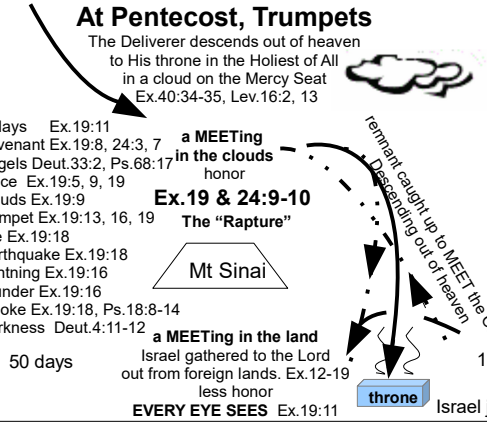 At Pentecost, Trumpets
The Deliverer descends out of heaven
to His throne in the Holiest of All
in a cloud on the Mercy Seat
Ex.40:34-35, Lev.16:2, 13
days Ex.19:11
venant Ex.19:8, 24:3, 7
gels Deut.33:2, Ps.68:17
ce Ex.19:5, 9, 19
uds Ex.19:9
mpet Ex.19:13, 16, 19
e Ex.19:18
rthquake Ex.19:18
htning Ex.19:16
under Ex.19:16
oke Ex.19:18, Ps.18:8-14
rkness Deut.4:11-12
50 days
a MEETing
in the clouds
honor
Ex.19 & 24:9-10
The “Rapture”
Mt Sinai
a MEETing in the land
Israel gathered to the Lord
out from foreign lands. Ex.12-19
less honor
EVERY EYE SEES Ex.19:11
remnant caught up to MEET the
Descending out of heaven
throne
1
Israel